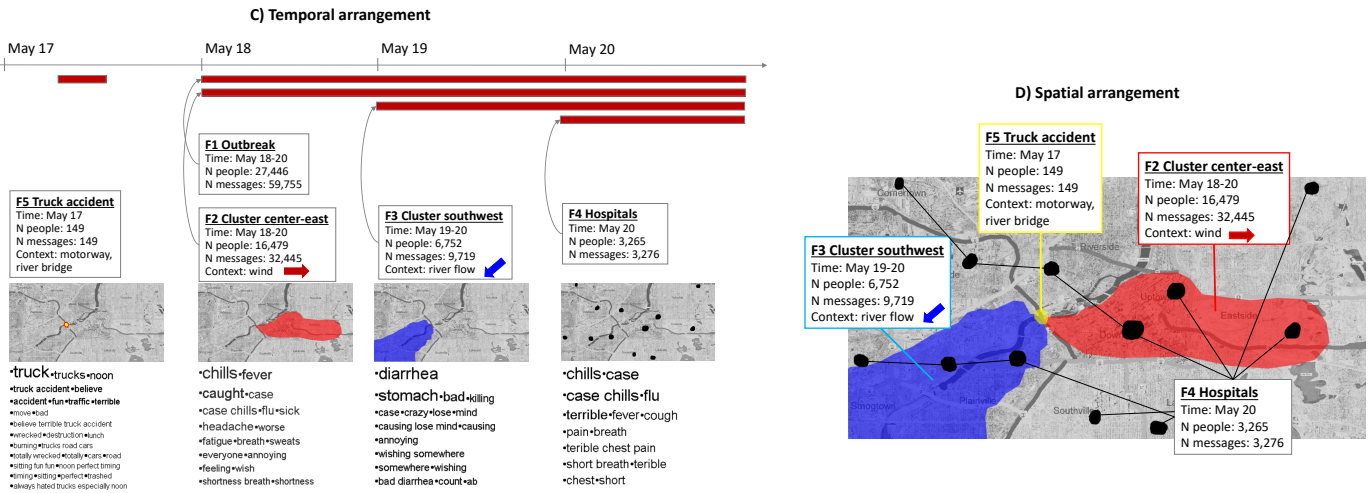 C) Temporal arrangement
May 17
May 18
May 19
May 20
F1 Outbreak
Time: May 18-20
N people: 27,446
N messages: 59,755
F5 Truck accident
Time: May 17
N people: 149
N messages: 149
Context: motorway,
river bridge
F2 Cluster center-east
Time: May 18-20
N people: 16,479
N messages: 32,445
Context: wind
F3 Cluster southwest
Time: May 19-20
N people: 6,752
N messages: 9,719
Context: river flow
F4 Hospitals
Time: May 20
N people: 3,265
N messages: 3,276
•truck•trucks•noon
•truck accident•believe
•accident•fun•traffic•terrible
•move•bad
•believe terrible truck accident
•wrecked•destruction•lunch
•burning•trucks road cars
•totally wrecked•totally•cars•road
•sitting fun fun•noon perfect timing
•timing•sitting•perfect•trashed
•always hated trucks especially noon
•chills•fever
•caught•case
•case chills•flu•sick
•headache•worse
•fatigue•breath•sweats
•everyone•annoying
•feeling•wish
•shortness breath•shortness
•diarrhea
•stomach•bad•killing
•case•crazy•lose•mind
•causing lose mind•causing
•annoying
•wishing somewhere
•somewhere•wishing
•bad diarrhea•count•ab
•chills•case
•case chills•flu
•terrible•fever•cough
•pain•breath
•terible chest pain
•short breath•terible
•chest•short
D) Spatial arrangement
F5 Truck accident
Time: May 17
N people: 149
N messages: 149
Context: motorway,
river bridge
F2 Cluster center-east
Time: May 18-20
N people: 16,479
N messages: 32,445
Context: wind
F3 Cluster southwest
Time: May 19-20
N people: 6,752
N messages: 9,719
Context: river flow
Riverside
Eastside
Plainville
Southville
F4 Hospitals
Time: May 20
N people: 3,265
N messages: 3,276